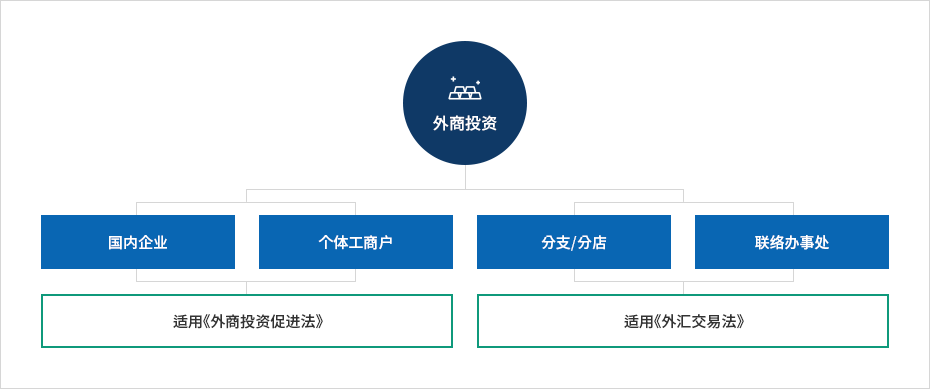 外商投资
国内企业
个体工商户
分支/分店
联络办事处
适用《外商投资促进法》
适用《外汇交易法》